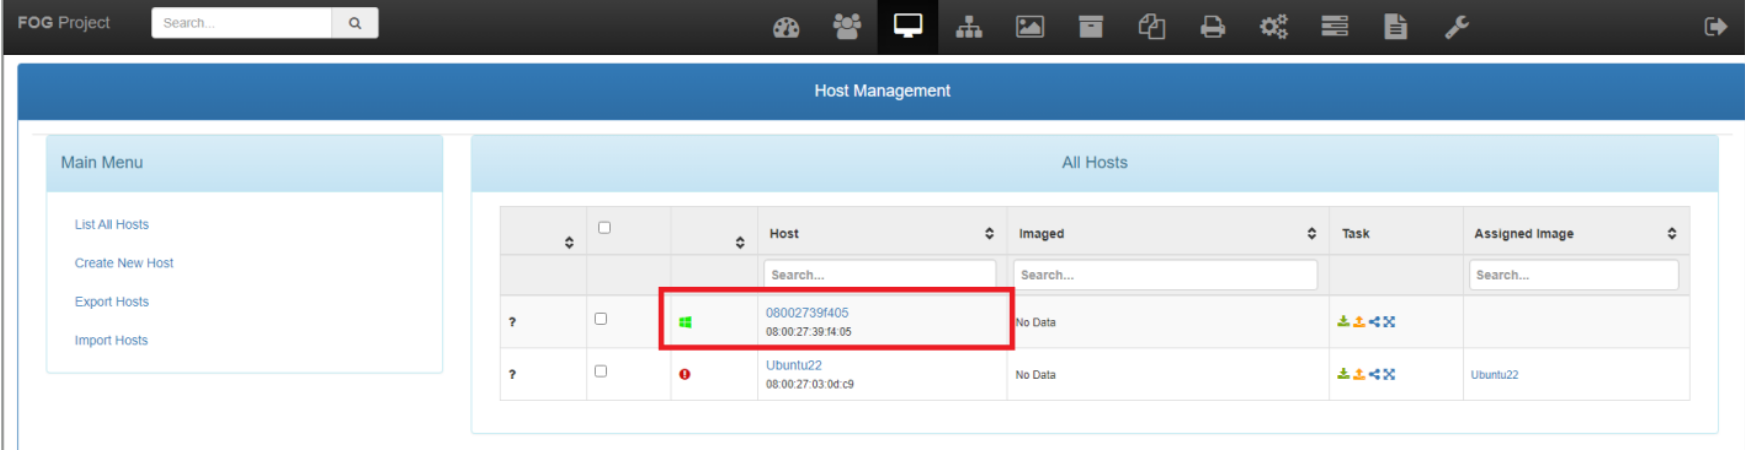 FOG Project
Search...
Host Management
Main Menu
List All Hosts
Create New Host
Export Hosts
Import Hosts
All Hosts
Host Imaged Task Assigned Image
Search... Search... Search...
? 08002739f405 No Data
08:00:27:39:f4:05
? Ubuntu22 No Data Ubuntu22
08:00:27:03:0d:c9